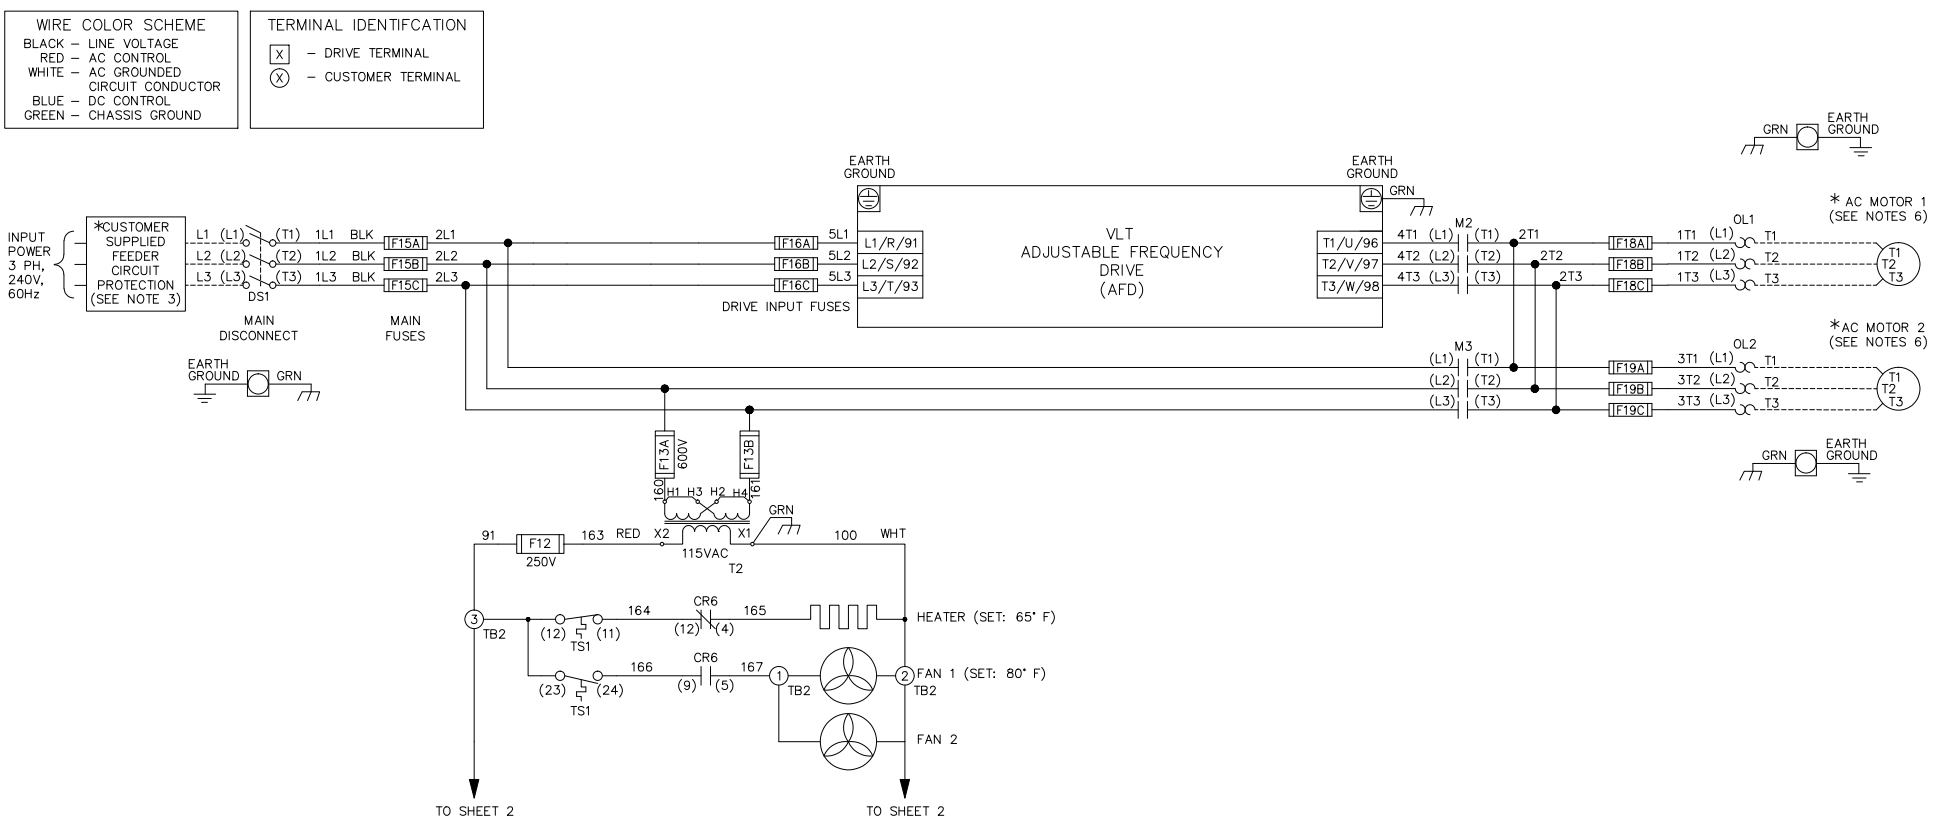 WIRE COLOR SCHEME
BLACK – LINE VOLTAGE
RED – AC CONTROL
WHITE – AC GROUNDED
CIRCUIT CONDUCTOR
BLUE – DC CONTROL
GREEN – CHASSIS GROUND
TERMINAL IDENTIFCATION
X – DRIVE TERMINAL
X – CUSTOMER TERMINAL
INPUT
POWER
3 PH,
240V,
60Hz
*CUSTOMER
SUPPLIED
FEEDER
CIRCUIT
PROTECTION
(SEE NOTE 3)
L1 (L1) (T1) 1L1 BLK F15A 2L1
L2 (L2) (T2) 1L2 BLK F15B 2L2
L3 (L3) (T3) 1L3 BLK F15C 2L3
DS1
MAIN
DISCONNECT
MAIN
FUSES
EARTH
GROUND
GRN
F16A 5L1
F16B 5L2
F16C 5L3
DRIVE INPUT FUSES
EARTH
GROUND
L1/R/91
L2/S/92
L3/T/93
VLT
ADJUSTABLE FREQUENCY
DRIVE
(AFD)
EARTH
GROUND
GRN
T1/U/96
T2/V/97
T3/W/98
M2
4T1 (L1) (T1) 2T1
4T2 (L2) (T2) 2T2
4T3 (L3) (T3) 2T3
OL1
F18A 1T1 (L1) T1
F18B 1T2 (L2) T2
F18C 1T3 (L3) T3
GRN
EARTH
GROUND
* AC MOTOR 1
(SEE NOTES 6)
T1
T2
T3
M3
(L1) (T1)
(L2) (T2)
(L3) (T3)
OL2
F19A 3T1 (L1) T1
F19B 3T2 (L2) T2
F19C 3T3 (L3) T3
*AC MOTOR 2
(SEE NOTES 6)
T1
T2
T3
GRN
EARTH
GROUND
F13A
600V
F13B
160
H1 H3 H2 H4
161
GRN
91 F12 163 RED X2 X1 100 WHT
250V
115VAC
T2
3
TB2
(12) (11)
TS1
164
CR6
(12) (4)
165
HEATER (SET: 65° F)
(23) (24)
TS1
166
CR6
(9) (5)
167
1
TB2
2
TB2
FAN 1 (SET: 80° F)
FAN 2
TO SHEET 2
TO SHEET 2